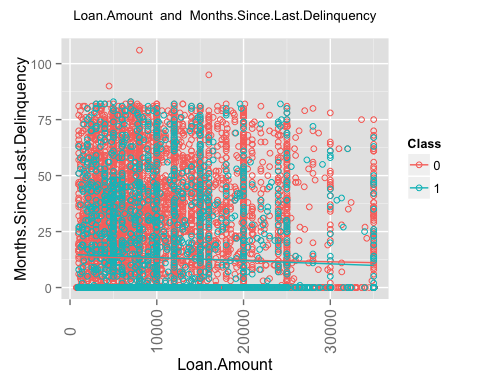 Loan.Amount and Months.Since.Last.Delinquency
Months.Since.Last.Delinquency
100
75
50
25
0
0
10000
20000
30000
Loan.Amount
Class
0
1